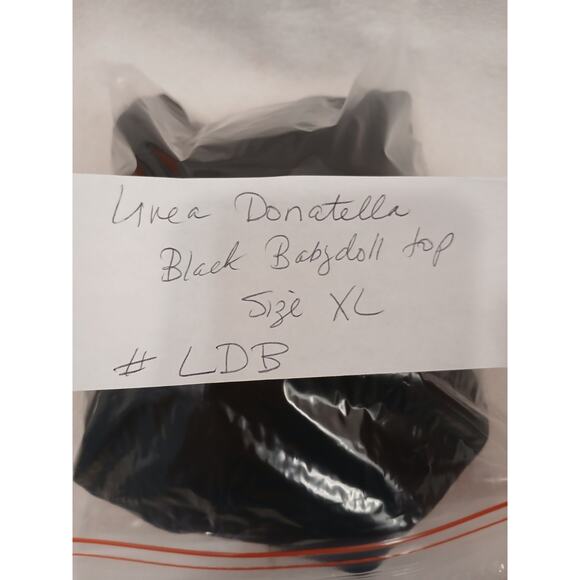 Linea Donatella
Black Babydoll top
Size XL
# LDB